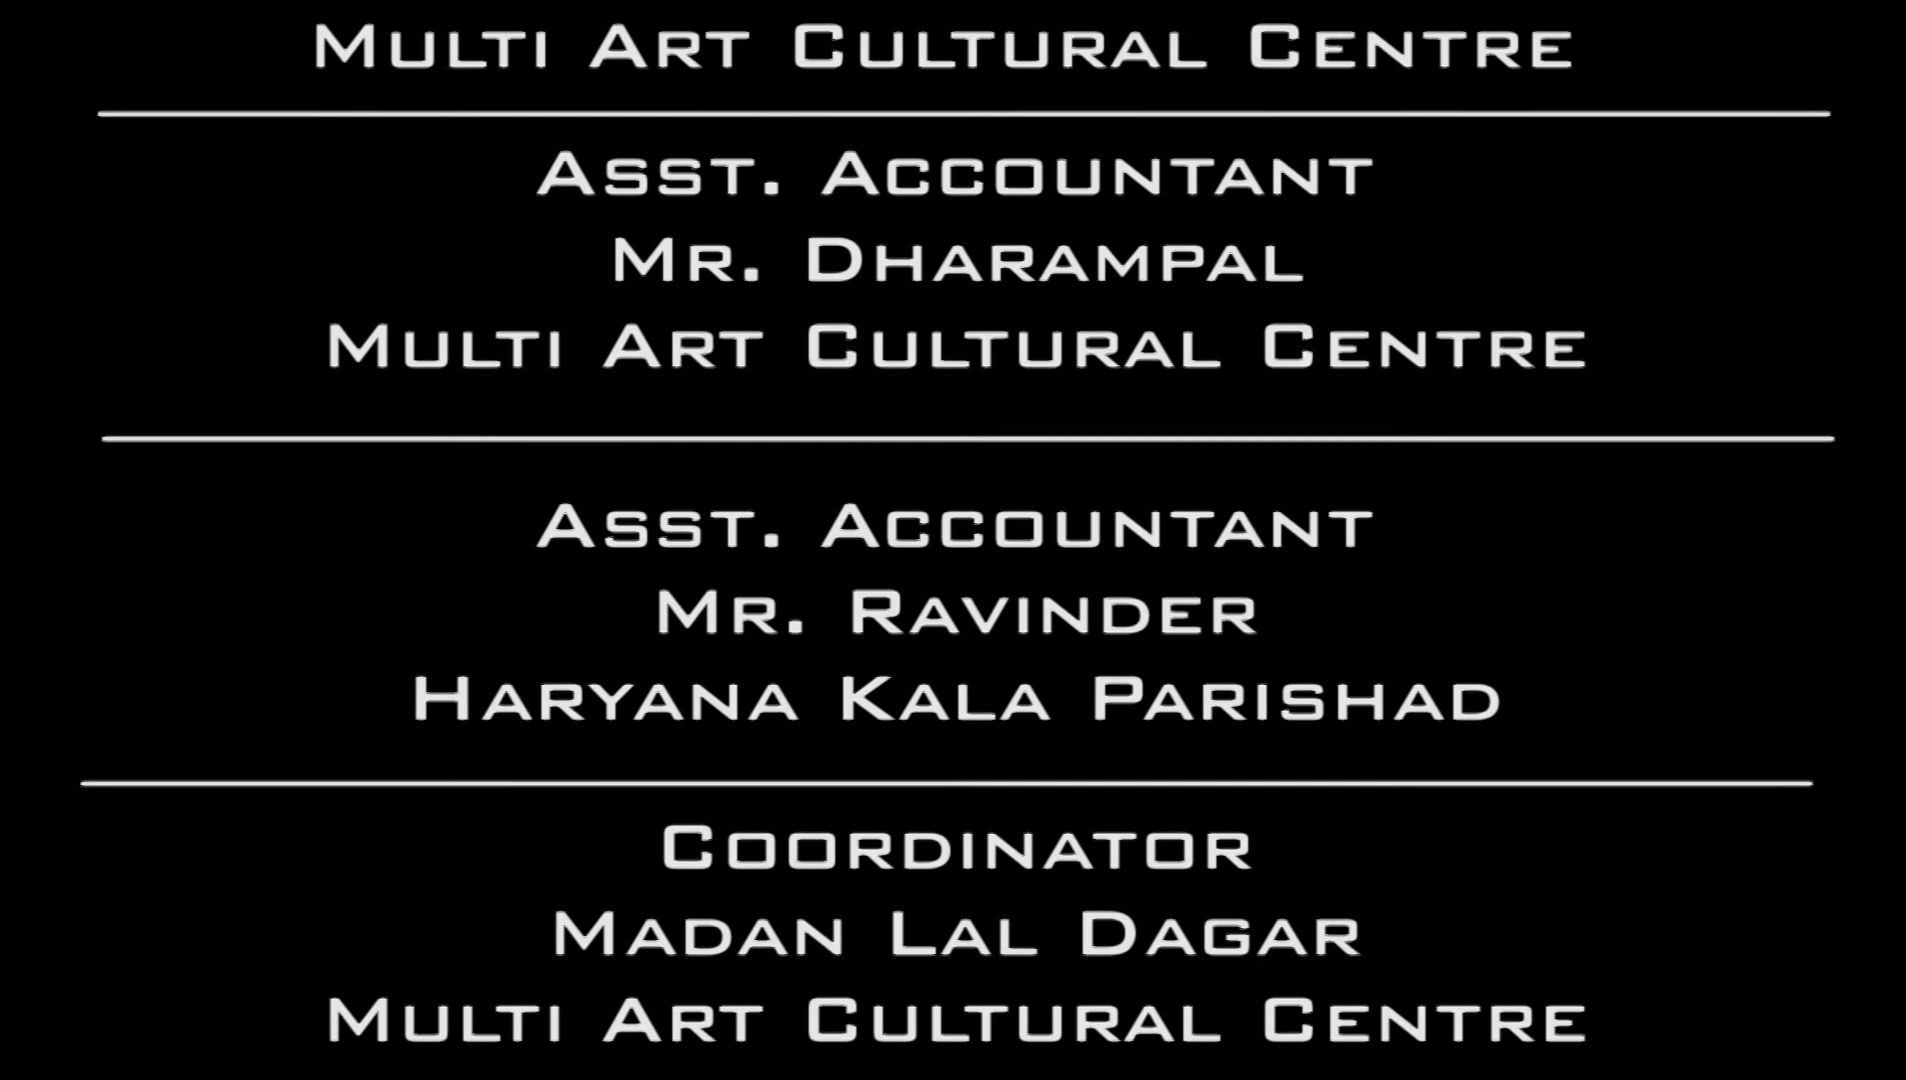 Multi Art Cultural Centre
Asst. Accountant
Mr. Dharampal
Multi Art Cultural Centre
Asst. Accountant
Mr. Ravinder
Haryana Kala Parishad
Coordinator
Madan Lal Dagar
Multi Art Cultural Centre